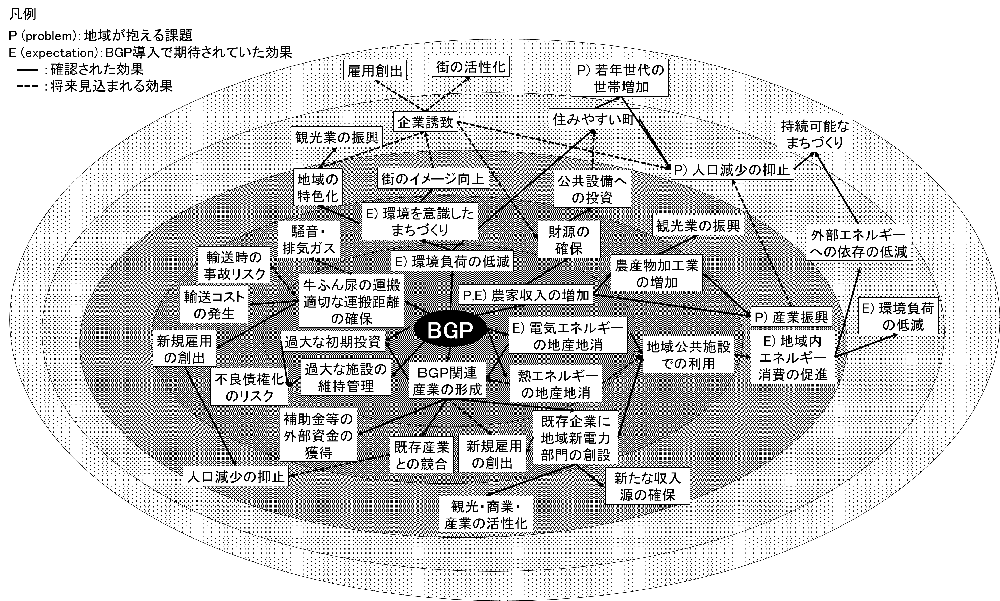 凡例
P (problem):地域が抱える課題
E (expectation):BGP導入で期待されていた効果
:確認された効果
:将来見込まれる効果
雇用創出
街の活性化
P) 若年世代の
世帯増加
企業誘致
住みやすい町
持続可能な
まちづくり
観光業の振興
P) 人口減少の抑止
地域の
特色化
街のイメージ向上
公共設備へ
の投資
E) 環境を意識した
まちづくり
騒音・
排気ガス
財源の
確保
観光業の振興
外部エネルギー
への依存の低減
輸送時の
事故リスク
E) 環境負荷の低減
農産物加工業
の増加
輸送コスト
の発生
牛ふん尿の運搬
適切な運搬距離
の確保
P,E) 農家収入の増加
P) 産業振興
E) 環境負荷
の低減
BGP
E) 電気エネルギー
の地産地消
新規雇用
の創出
過大な初期投資
地域公共施設
での利用
E) 地域内
エネルギー
消費の促進
不良債権化
のリスク
過大な施設の
維持管理
BGP関連
産業の形成
熱エネルギー
の地産地消
補助金等の
外部資金の
獲得
既存産業
との競合
新規雇用
の創出
既存企業に
地域新電力
部門の創設
人口減少の抑止
新たな収入
源の確保
観光・商業・
産業の活性化